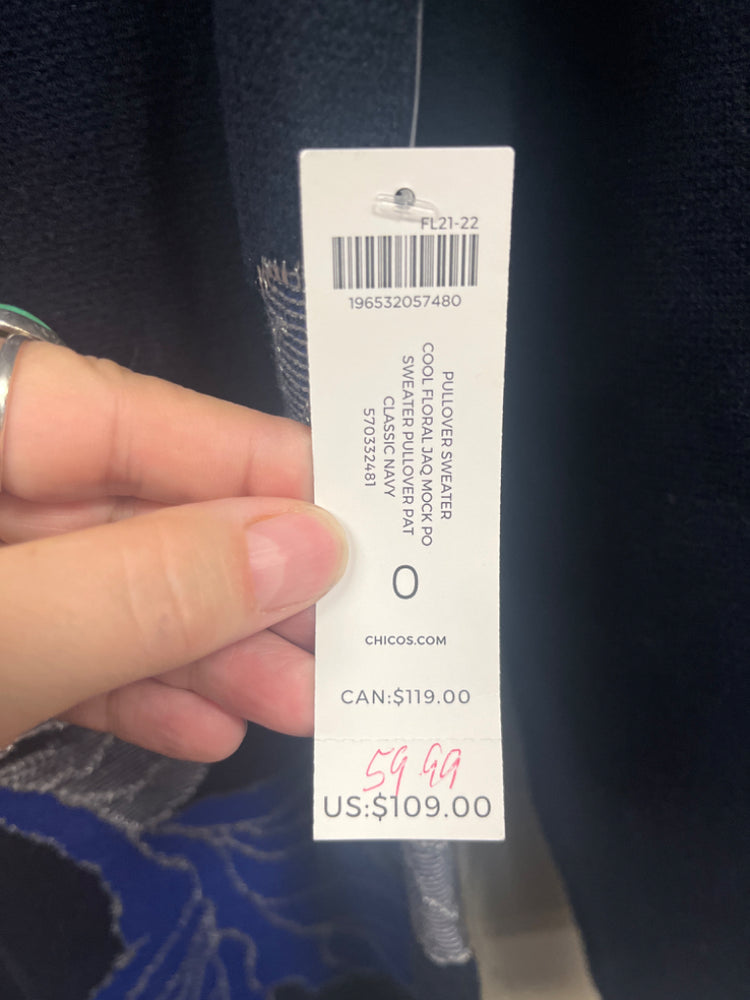 FL21-22
196532057480
PULLOVER SWEATER
COOL FLORAL JAQ MOCK PO
SWEATER PULLOVER PAT
CLASSIC NAVY
570332481
0
CHICOS.COM
CAN:$119.00
59.99
US:$109.00